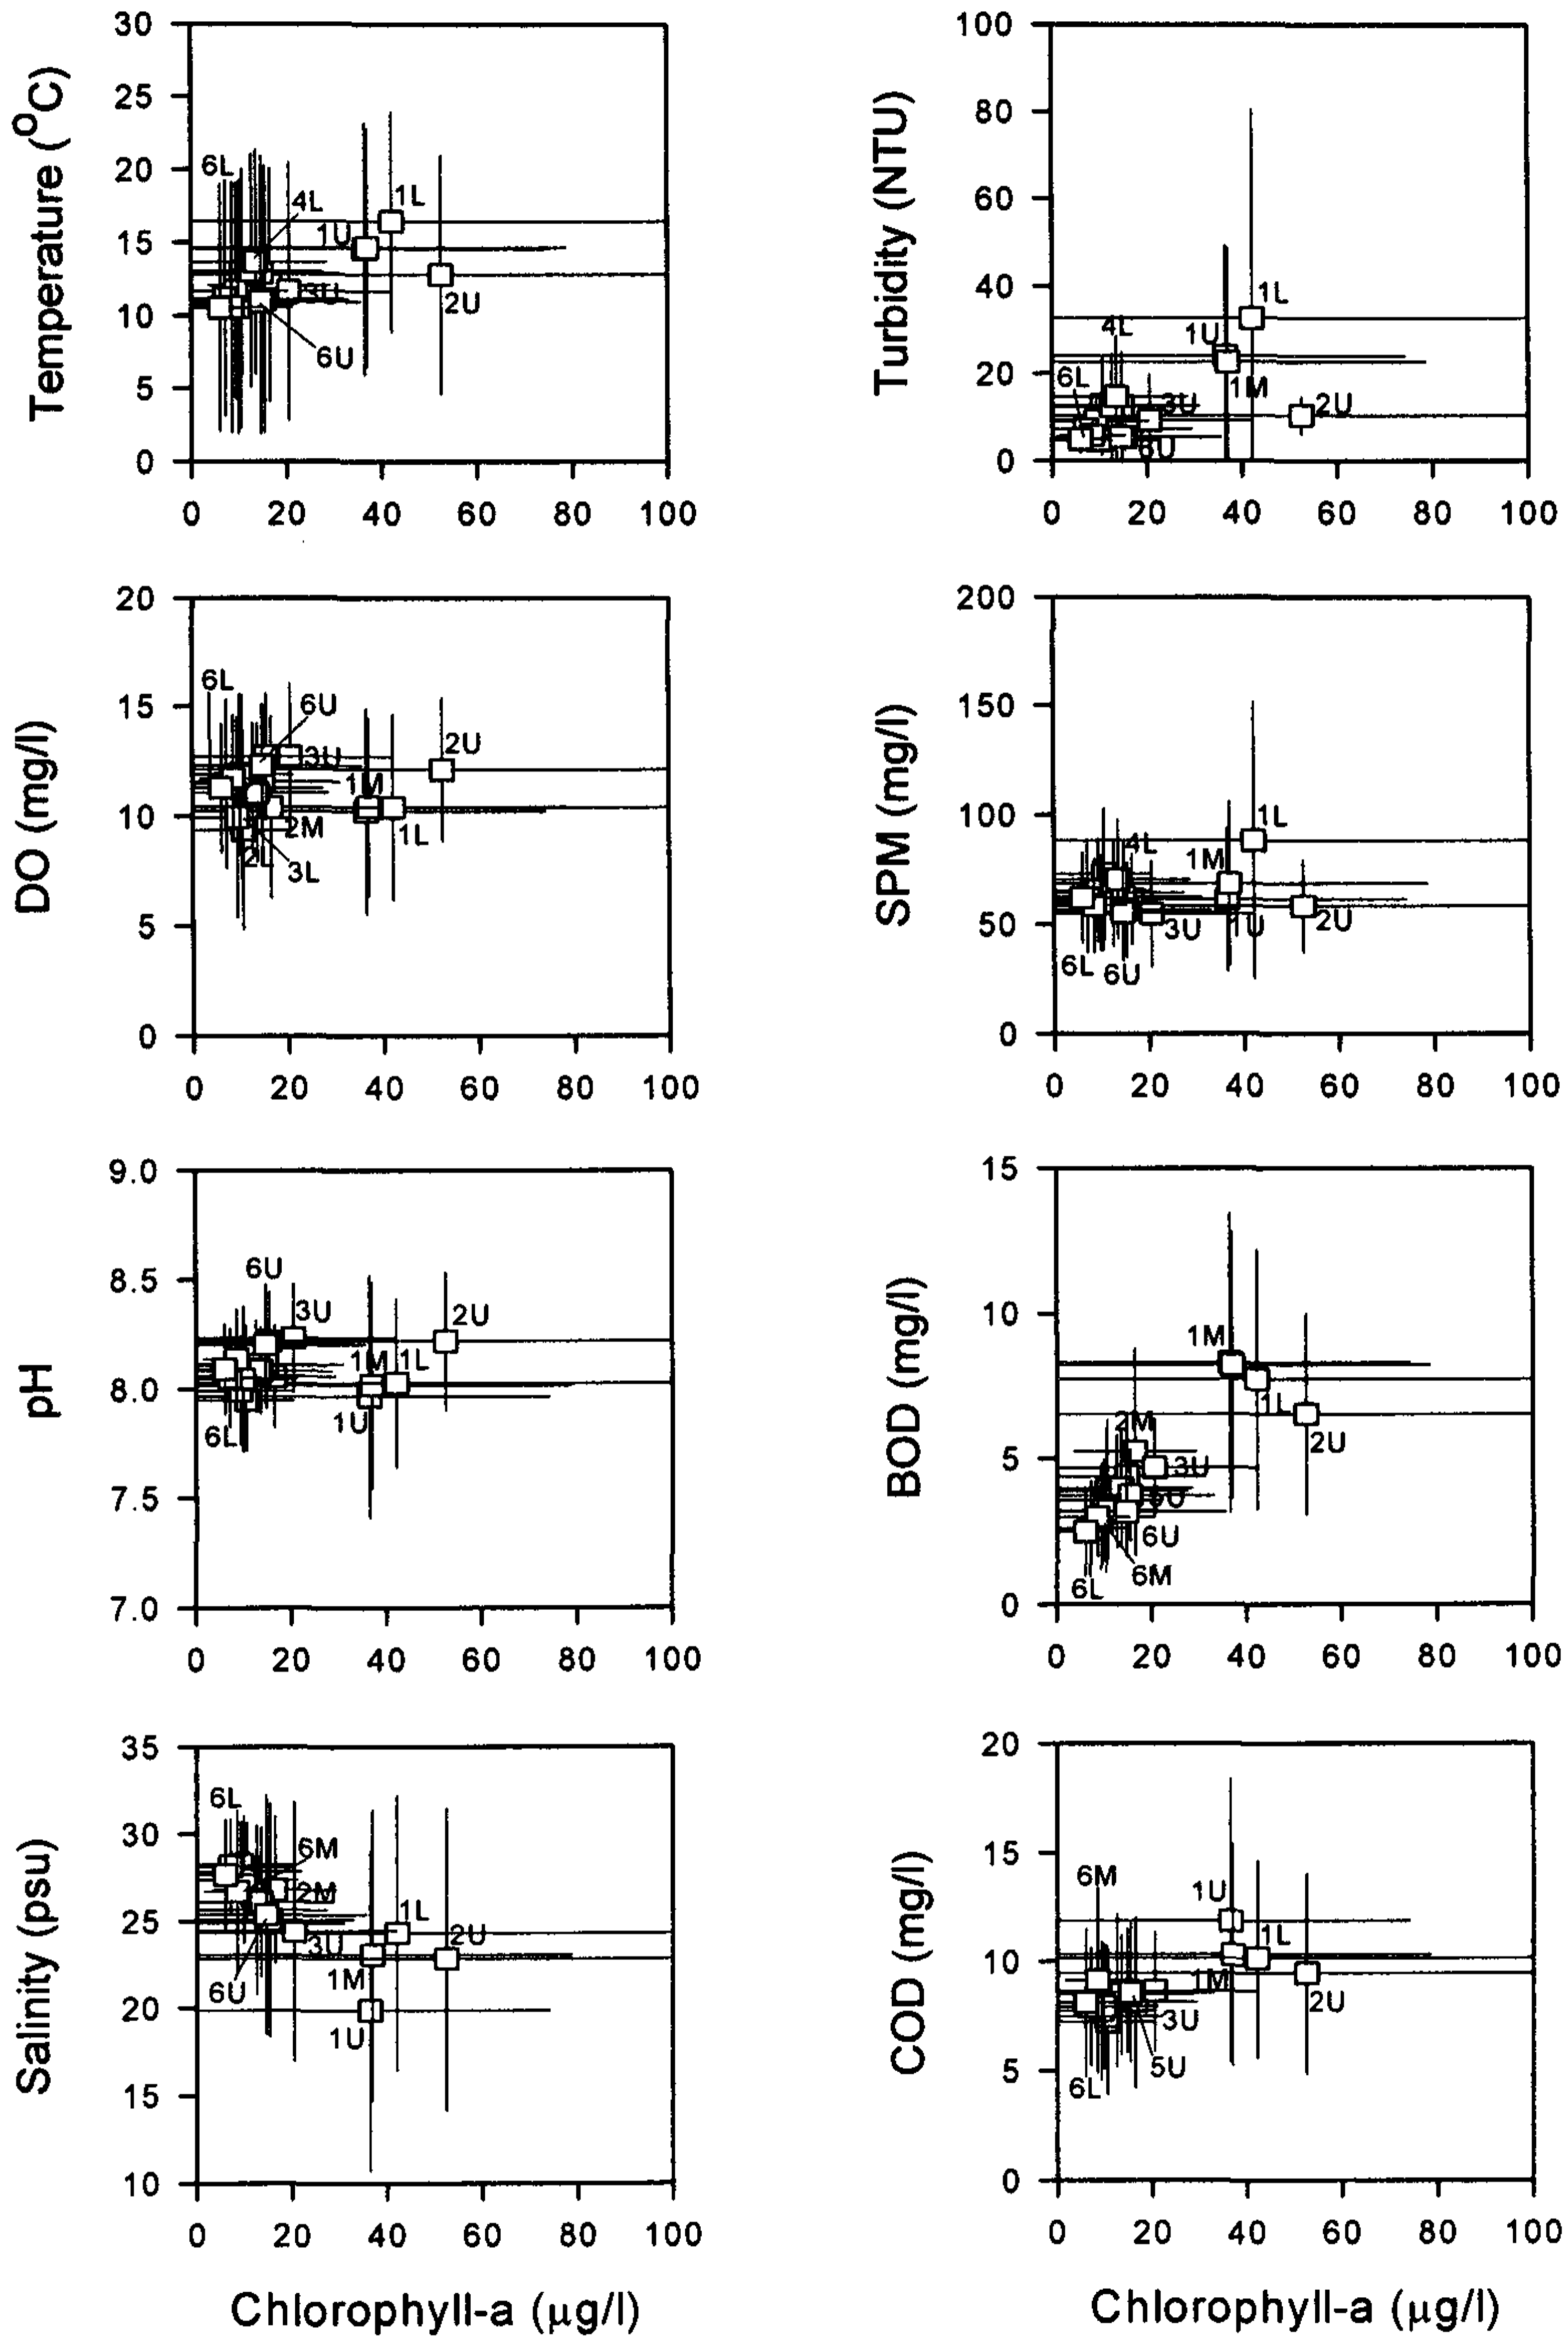 Temperature (°C)
30
25
20
15
10
5
0
6L
4L
1U
1L
3U
2U
6U
0 20 40 60 80 100
Turbidity (NTU)
100
80
60
40
20
0
1L
4L
1U
6L
1M
3U
2U
6U
0 20 40 60 80 100
DO (mg/l)
20
15
10
5
0
6L
6U
3U
2U
1M
2M
1L
2L
3L
0 20 40 60 80 100
SPM (mg/l)
200
150
100
50
0
4L
1L
1M
3U
1U
2U
6L
6U
0 20 40 60 80 100
pH
9.0
8.5
8.0
7.5
7.0
6U
3U
2U
1M
1L
6L
1U
0 20 40 60 80 100
BOD (mg/l)
15
10
5
0
1M
2M
1L
3U
2U
5U
6U
6M
6L
0 20 40 60 80 100
Salinity (psu)
35
30
25
20
15
10
6L
6M
2M
1L
3U
2U
1M
6U
1U
0 20 40 60 80 100
Chlorophyll-a (μg/l)
COD (mg/l)
20
15
10
5
0
6M
1U
1L
1M
3U
2U
5U
6L
0 20 40 60 80 100
Chlorophyll-a (μg/l)